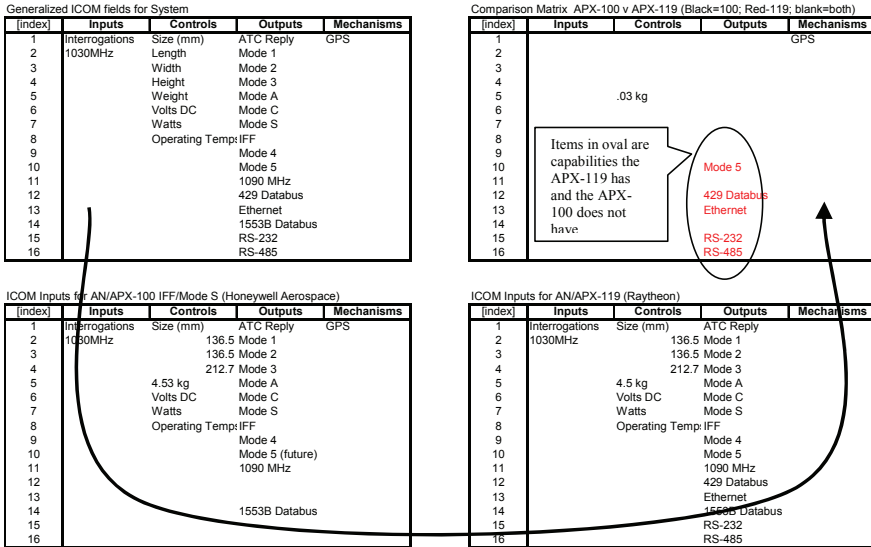 Generalized ICOM fields for System
[index] Inputs Controls Outputs Mechanisms
1 Interrogations Size (mm) ATC Reply GPS
2 1030MHz Length Mode 1
3 Width Mode 2
4 Height Mode 3
5 Weight Mode A
6 Volts DC Mode C
7 Watts Mode S
8 Operating Temps IFF
9 Mode 4
10 Mode 5
11 1090 MHz
12 429 Databus
13 Ethernet
14 1553B Databus
15 RS-232
16 RS-485
Comparison Matrix APX-100 v APX-119 (Black=100; Red-119; blank=both)
[index] Inputs Controls Outputs Mechanisms
1 GPS
2
3
4
5 .03 kg
6
7
8
9
10 Mode 5
11
12 429 Databus
13 Ethernet
14
15 RS-232
16 RS-485
Items in oval are
capabilities the
APX-119 has
and the APX-
100 does not
have
ICOM Inputs for AN/APX-100 IFF/Mode S (Honeywell Aerospace)
[index] Inputs Controls Outputs Mechanisms
1 Interrogations Size (mm) ATC Reply GPS
2 1030MHz 136.5 Mode 1
3 136.5 Mode 2
4 212.7 Mode 3
5 4.53 kg Mode A
6 Volts DC Mode C
7 Watts Mode S
8 Operating Temps IFF
9 Mode 4
10 Mode 5 (future)
11 1090 MHz
12
13
14 1553B Databus
15
16
ICOM Inputs for AN/APX-119 (Raytheon)
[index] Inputs Controls Outputs Mechanisms
1 Interrogations Size (mm) ATC Reply
2 1030MHz 136.5 Mode 1
3 136.5 Mode 2
4 212.7 Mode 3
5 4.5 kg Mode A
6 Volts DC Mode C
7 Watts Mode S
8 Operating Temp IFF
9 Mode 4
10 Mode 5
11 1090 MHz
12 429 Databus
13 Ethernet
14 1553B Databus
15 RS-232
16 RS-485